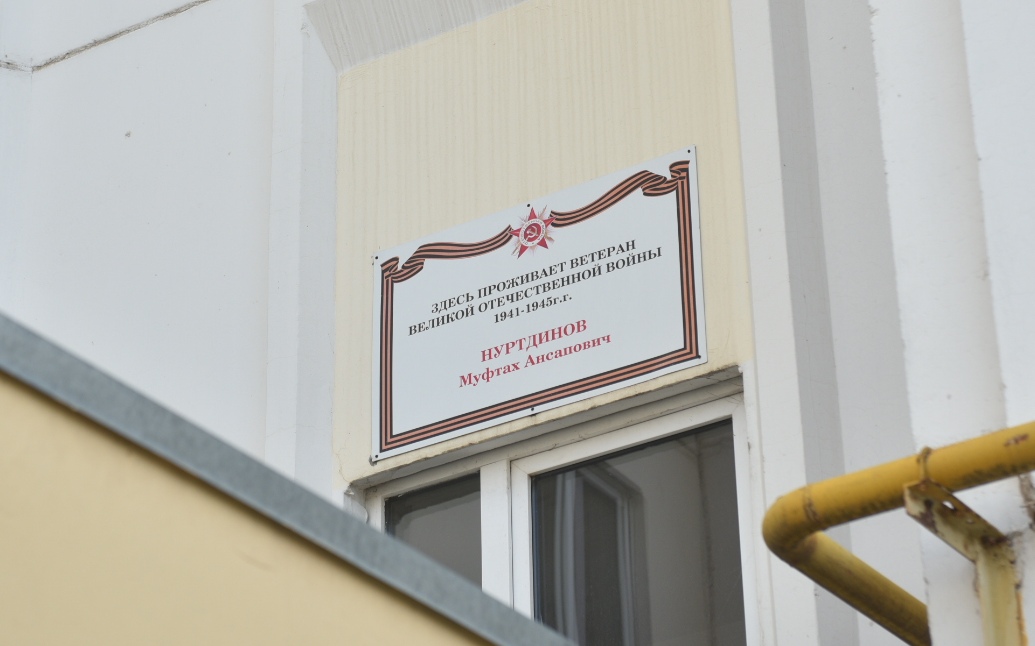 ЗДЕСЬ ПРОЖИВАЕТ ВЕТЕРАН
ВЕЛИКОЙ ОТЕЧЕСТВЕННОЙ ВОЙНЫ
1941-1945г.г.
НУРТДИНОВ
Муфтах Ансапович